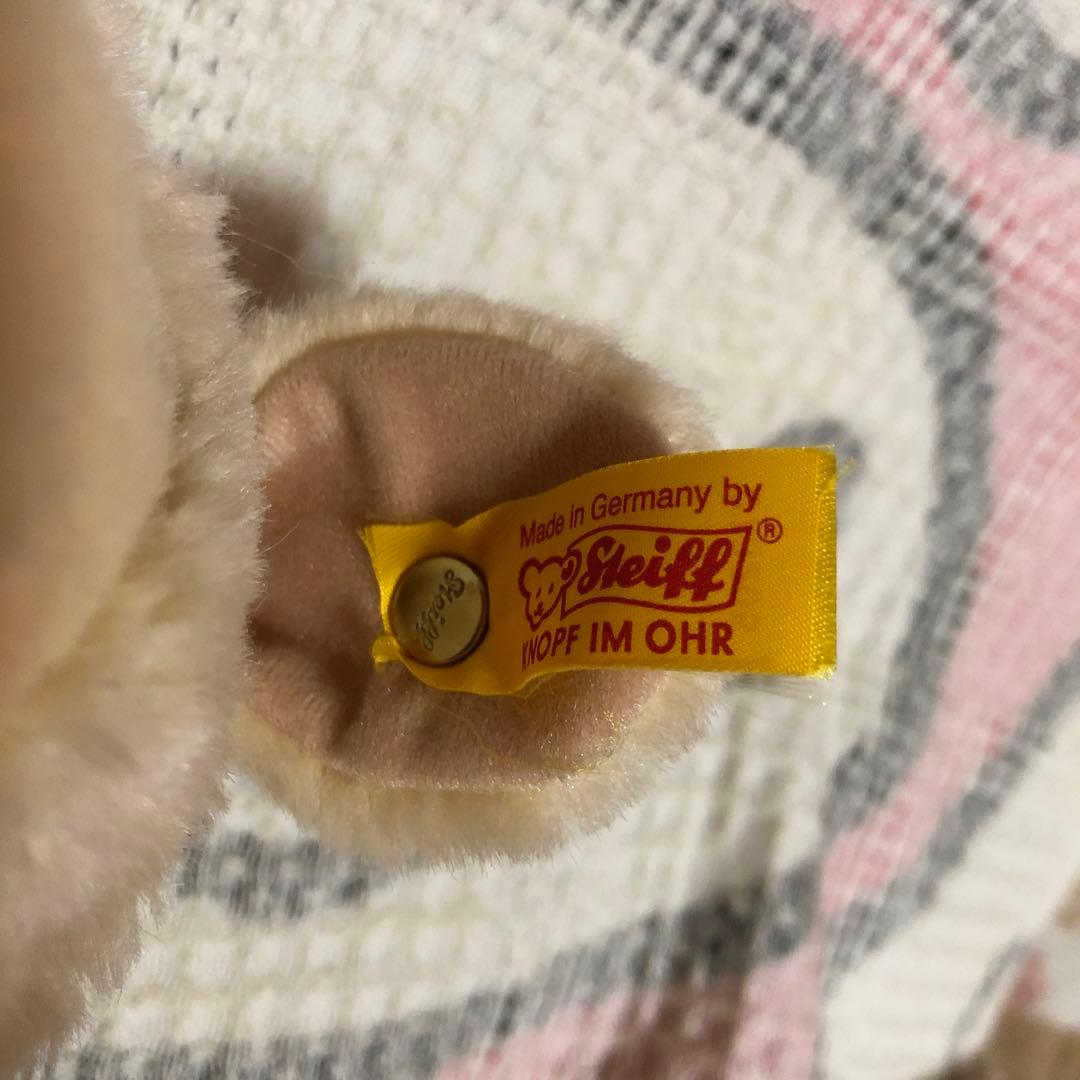 Made in Germany by
Steiff®
KNOPF IM OHR
Steiff